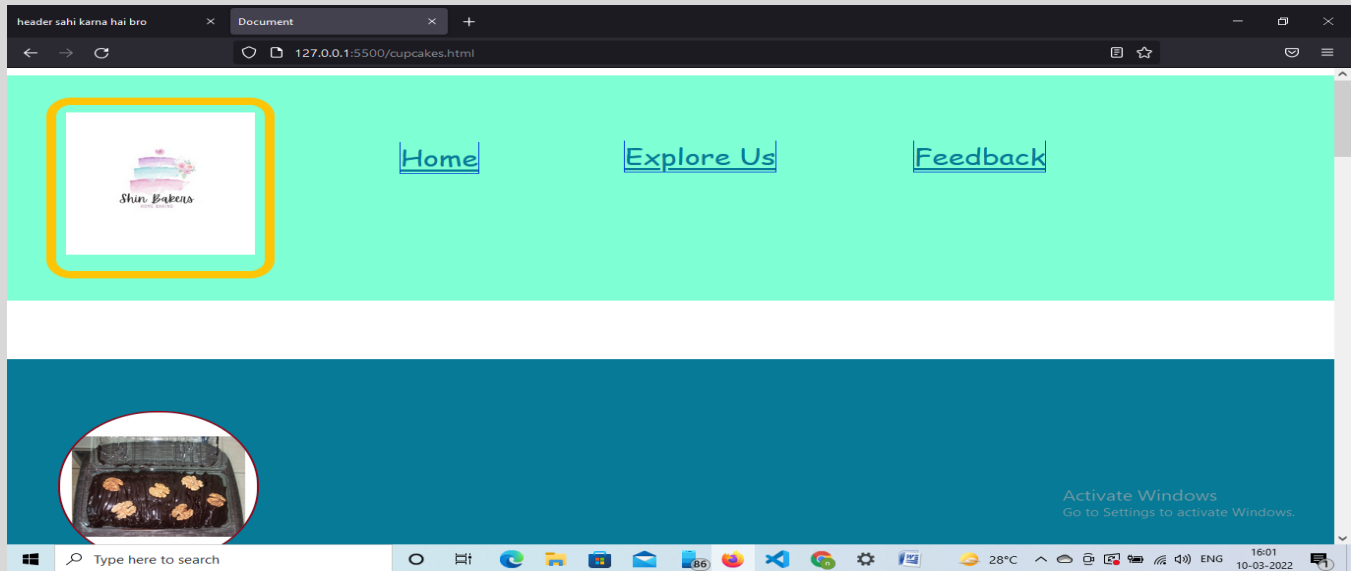 header sahi karna hai bro
Document
127.0.0.1:5500/cupcakes.html
Home
Explore Us
Feedback
Shin Bakers
Activate Windows
Go to Settings to activate Windows.
Type here to search
86
28°C
ENG
16:01
10-03-2022
1